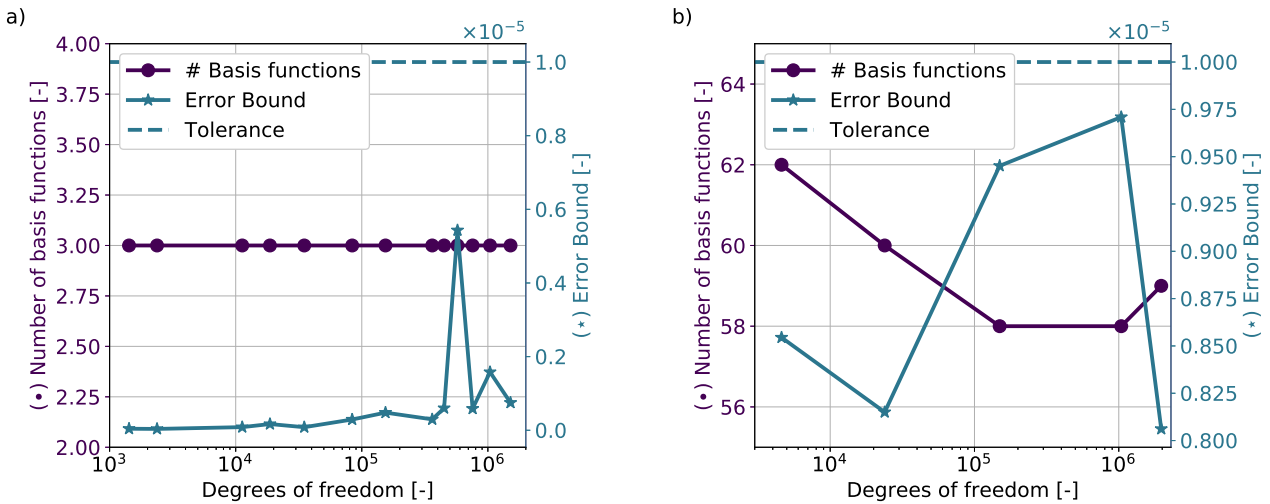 a)
×10⁻⁵
# Basis functions
Error Bound
Tolerance
(•) Number of basis functions [-]
4.00
3.75
3.50
3.25
3.00
2.75
2.50
2.25
2.00
1.0
0.8
0.6
0.4
0.2
0.0
(⋆) Error Bound [-]
10³
10⁴
10⁵
10⁶
Degrees of freedom [-]
b)
×10⁻⁵
# Basis functions
Error Bound
Tolerance
(•) Number of basis functions [-]
64
62
60
58
56
1.000
0.975
0.950
0.925
0.900
0.875
0.850
0.825
0.800
(⋆) Error Bound [-]
10⁴
10⁵
10⁶
Degrees of freedom [-]